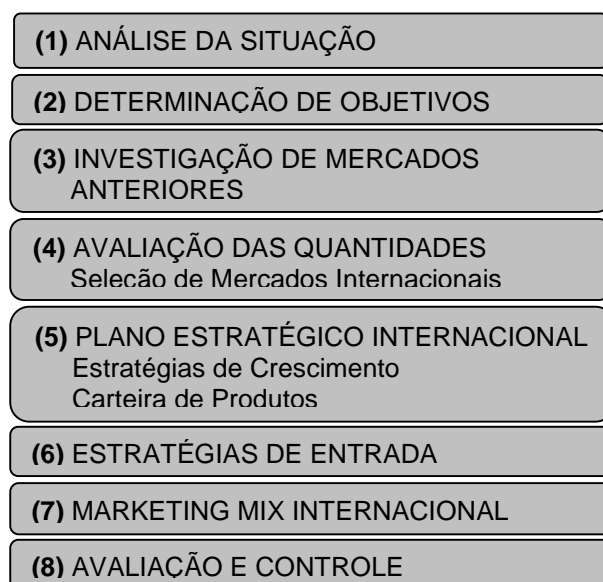 (1) ANÁLISE DA SITUAÇÃO
(2) DETERMINAÇÃO DE OBJETIVOS
(3) INVESTIGAÇÃO DE MERCADOS
ANTERIORES
(4) AVALIAÇÃO DAS QUANTIDADES
Seleção de Mercados Internacionais
(5) PLANO ESTRATÉGICO INTERNACIONAL
Estratégias de Crescimento
Carteira de Produtos
(6) ESTRATÉGIAS DE ENTRADA
(7) MARKETING MIX INTERNACIONAL
(8) AVALIAÇÃO E CONTROLE